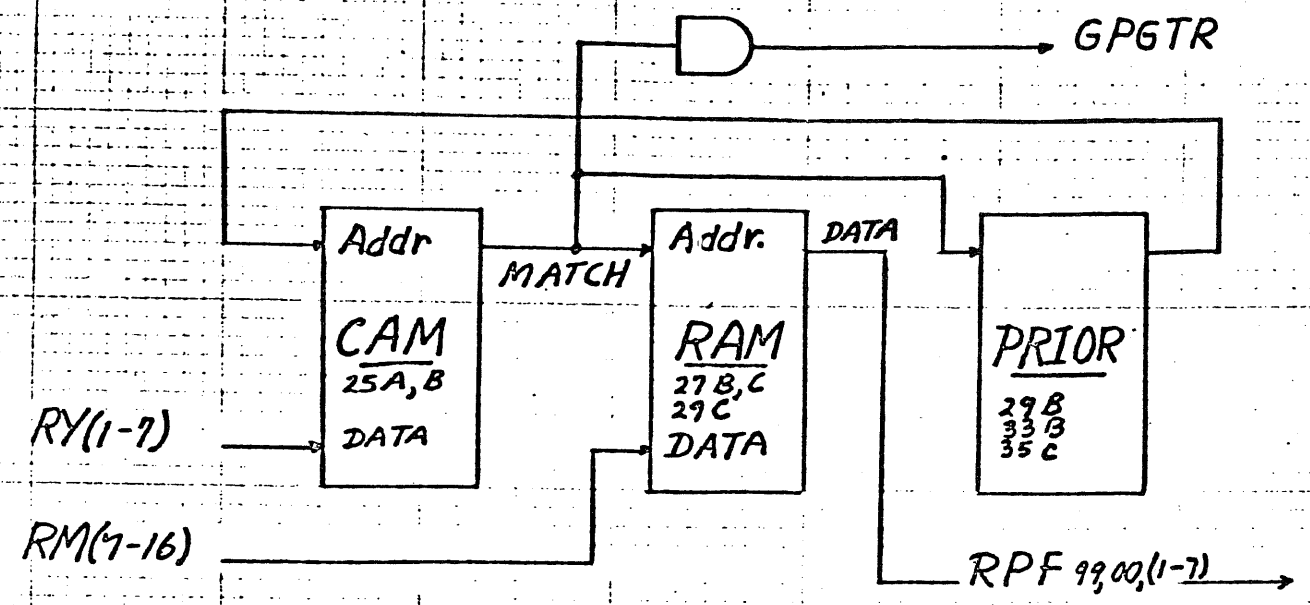 GPGTR
Addr
MATCH
Addr.
DATA
CAM
25A, B
RAM
27B, C
29C
PRIOR
29B
33B
35C
RY(1-7)
DATA
DATA
RM(7-16)
RPF 99,00,(1-7)